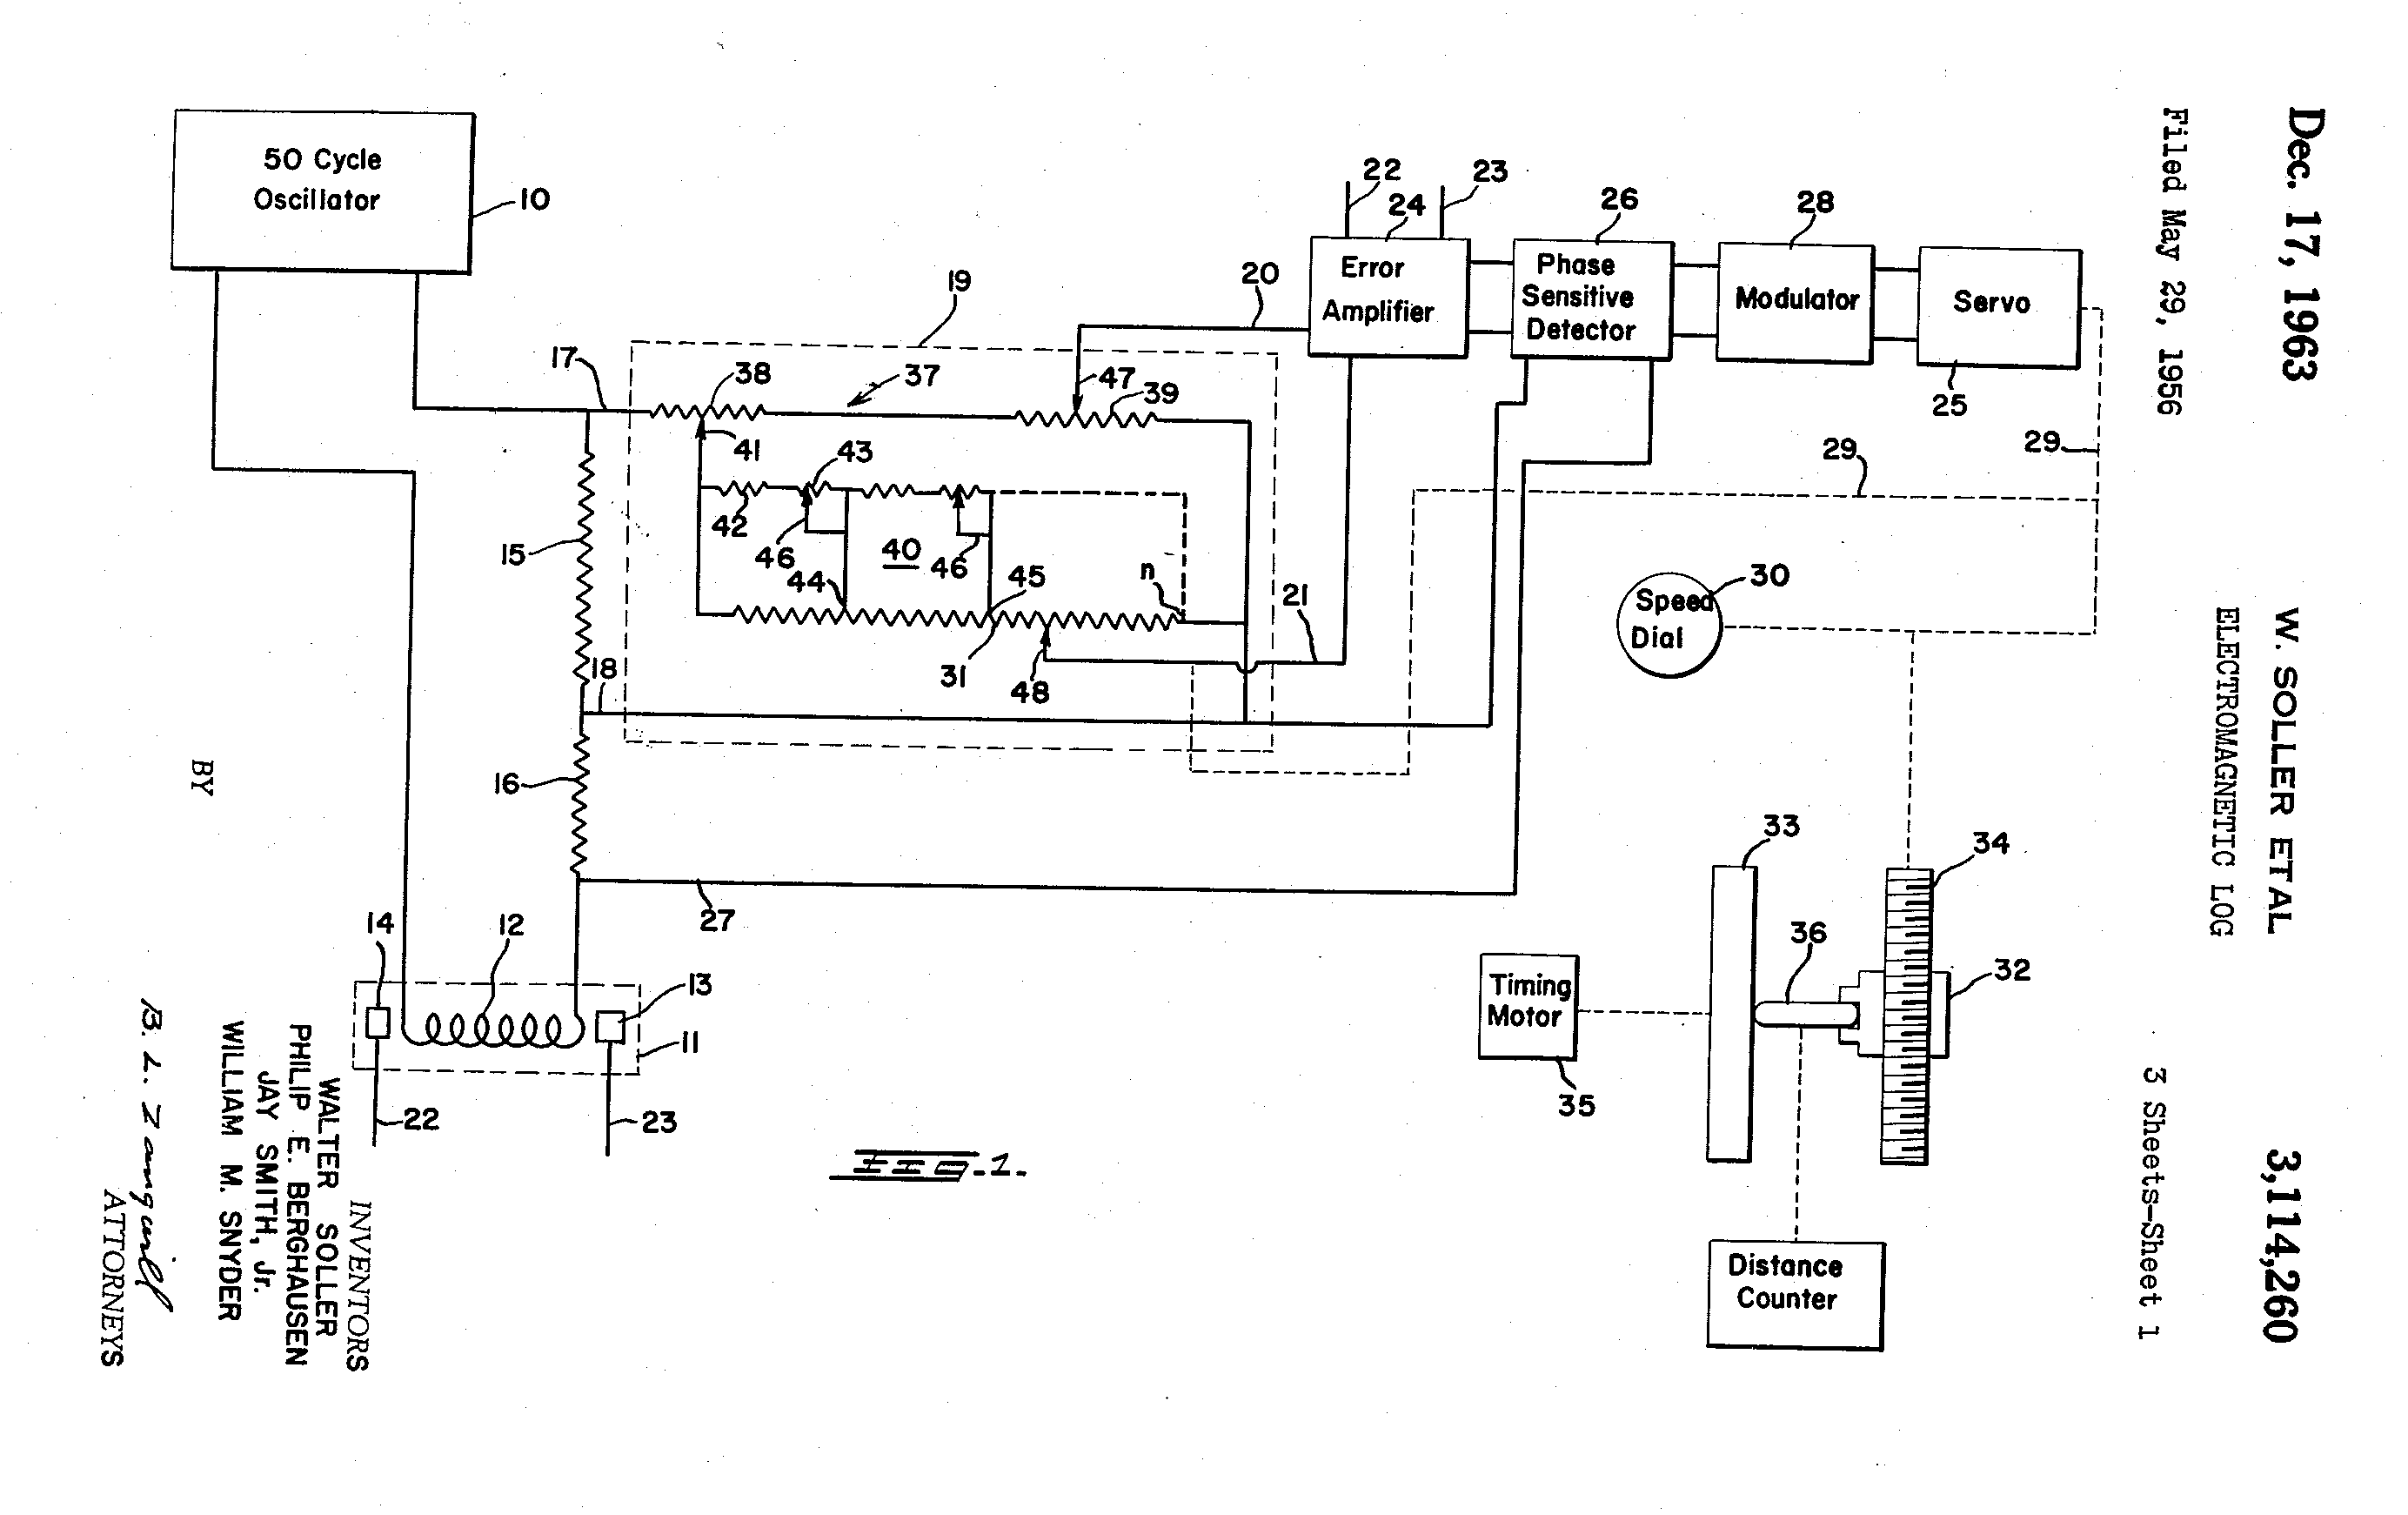 Dec. 17, 1963
W. SOLLER ETAL
3,114,260
ELECTROMAGNETIC LOG
Filed May 29, 1956
3 Sheets-Sheet 1
50 Cycle
Oscillator
10
22
23
24
26
28
Error
Amplifier
Phase
Sensitive
Detector
Modulator
Servo
25
19
20
17
38
37
47
39
41
43
42
46
40
46
44
45
n
21
31
48
15
18
16
29
29
Speed
Dial
30
27
33
34
36
32
Timing
Motor
35
14
12
13
11
22
23
Distance
Counter
FIG-1-
INVENTORS
WALTER SOLLER
PHILIP E. BERGHAUSEN
JAY SMITH, Jr.
WILLIAM M. SNYDER
BY
B. L. Zangwill
ATTORNEYS